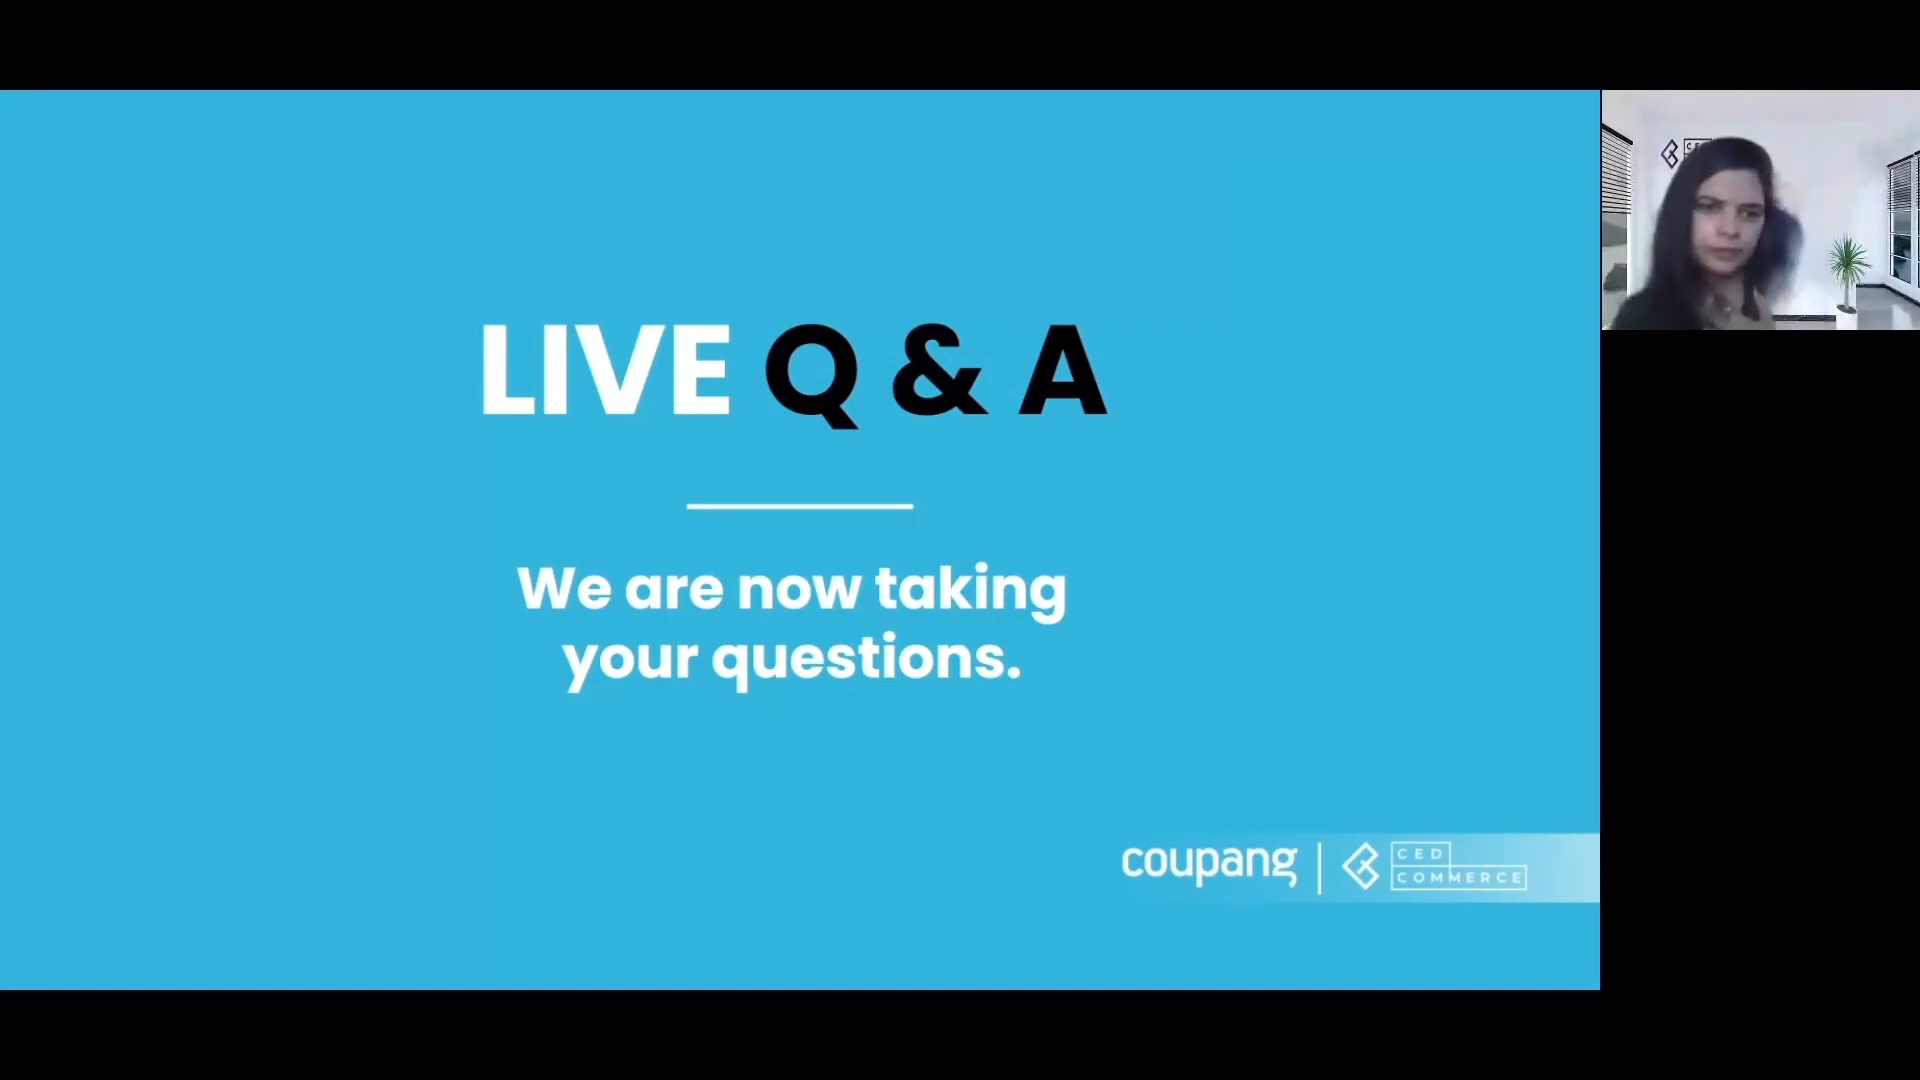 LIVE Q & A
We are now taking
your questions.
coupang
CED
COMMERCE